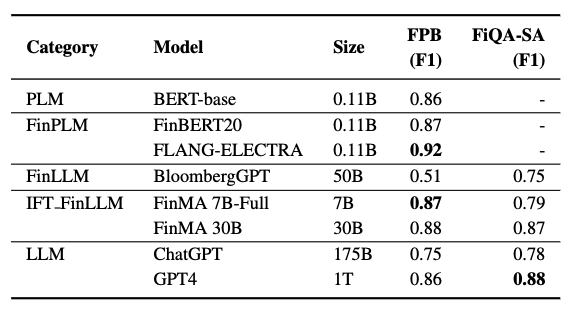 Category Model Size FPB (F1) FiQA-SA (F1)
PLM BERT-base 0.11B 0.86 -
FinPLM FinBERT20 0.11B 0.87 -
FLANG-ELECTRA 0.11B 0.92 -
FinLLM BloombergGPT 50B 0.51 0.75
IFT_FinLLM FinMA 7B-Full 7B 0.87 0.79
FinMA 30B 30B 0.88 0.87
LLM ChatGPT 175B 0.75 0.78
GPT4 1T 0.86 0.88